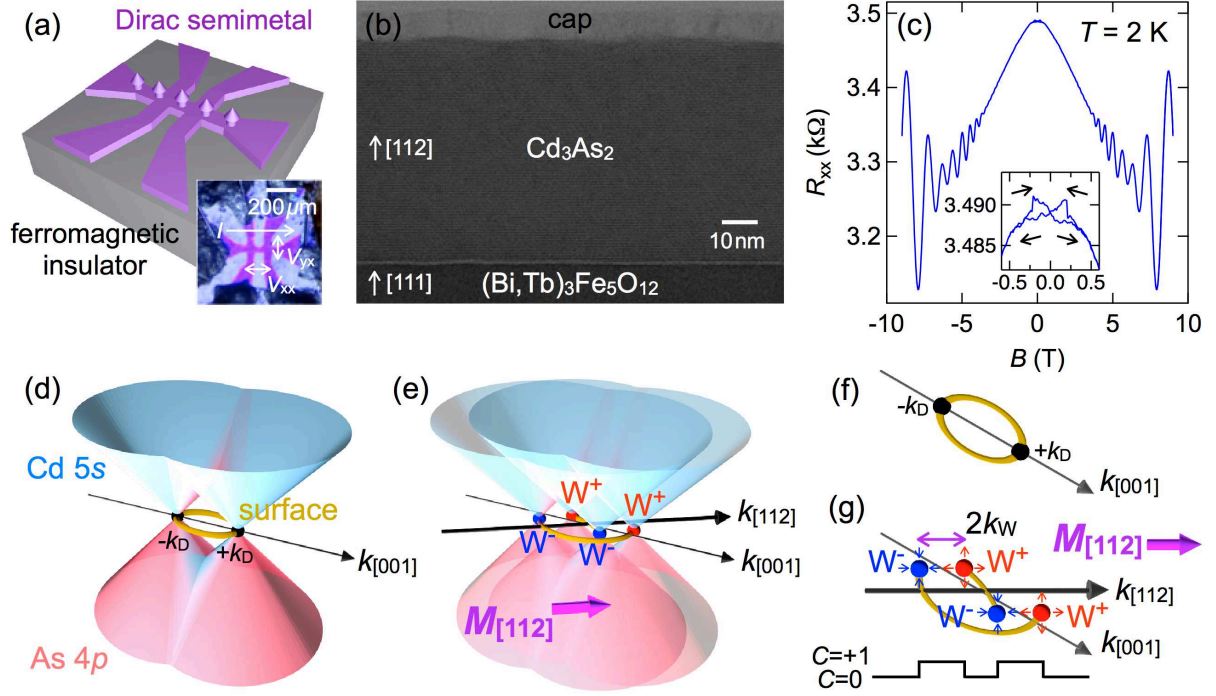 (a)
Dirac semimetal
ferromagnetic
insulator
200 μm
I
Vyx
Vxx
(b)
cap
↑[112]
Cd3As2
10 nm
↑[111]
(Bi,Tb)3Fe5O12
(c)
T = 2 K
3.5
3.4
3.3
3.2
Rxx (kΩ)
3.490
3.485
-0.5
0.0
0.5
-10
-5
0
5
10
B (T)
(d)
Cd 5s
surface
-kD
+kD
k[001]
As 4p
(e)
W+
W+
W-
W-
k[112]
k[001]
M[112]
(f)
-kD
+kD
k[001]
(g)
2kW
M[112]
W-
W+
k[112]
W-
W+
k[001]
C=+1
C=0